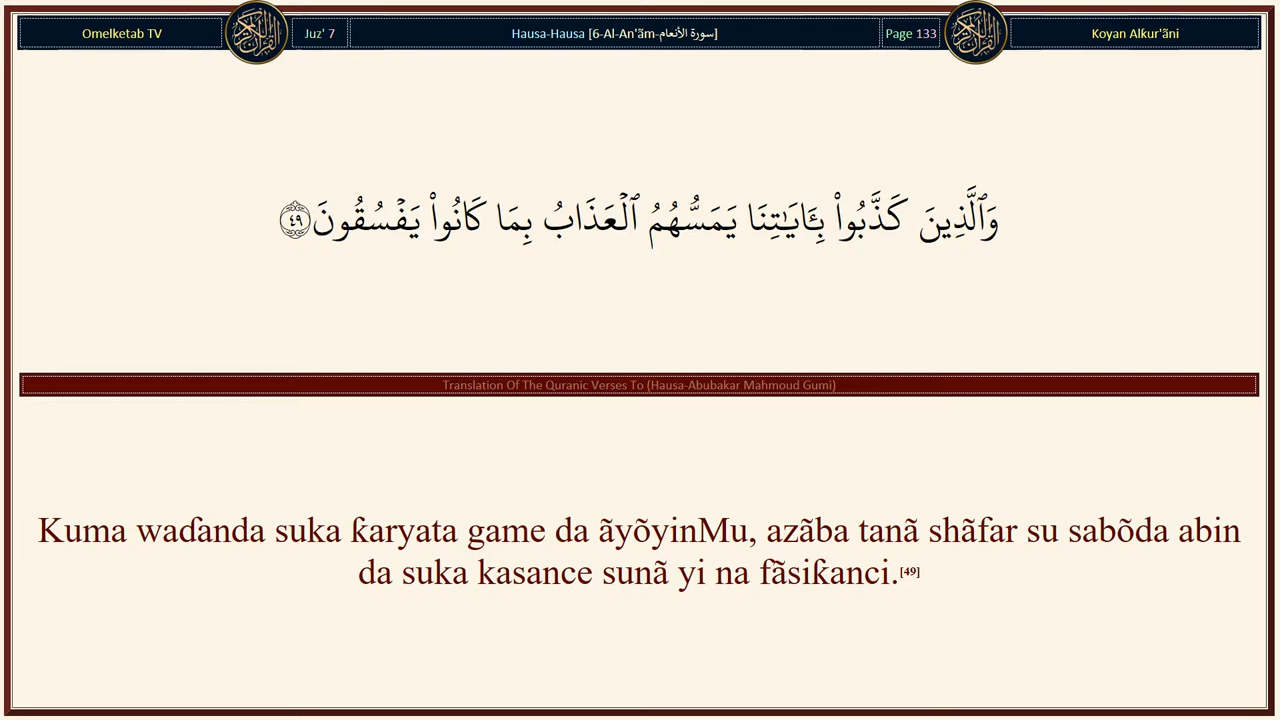 Omelketab TV
Juz' 7
Hausa-Hausa [6-Al-An'ãm-سورة الأنعام]
Page 133
Koyan Alƙur'ãni
وَٱلَّذِينَ كَذَّبُوا۟ بِـَٔايَـٰتِنَا يَمَسُّهُمُ ٱلْعَذَابُ بِمَا كَانُوا۟ يَفْسُقُونَ ٤٩
Translation Of The Quranic Verses To (Hausa-Abubakar Mahmoud Gumi)
Kuma waɗanda suka ƙaryata game da ãyõyinMu, azãba tanã shãfar su sabõda abin
da suka kasance sunã yi na fãsiƙanci.[49]